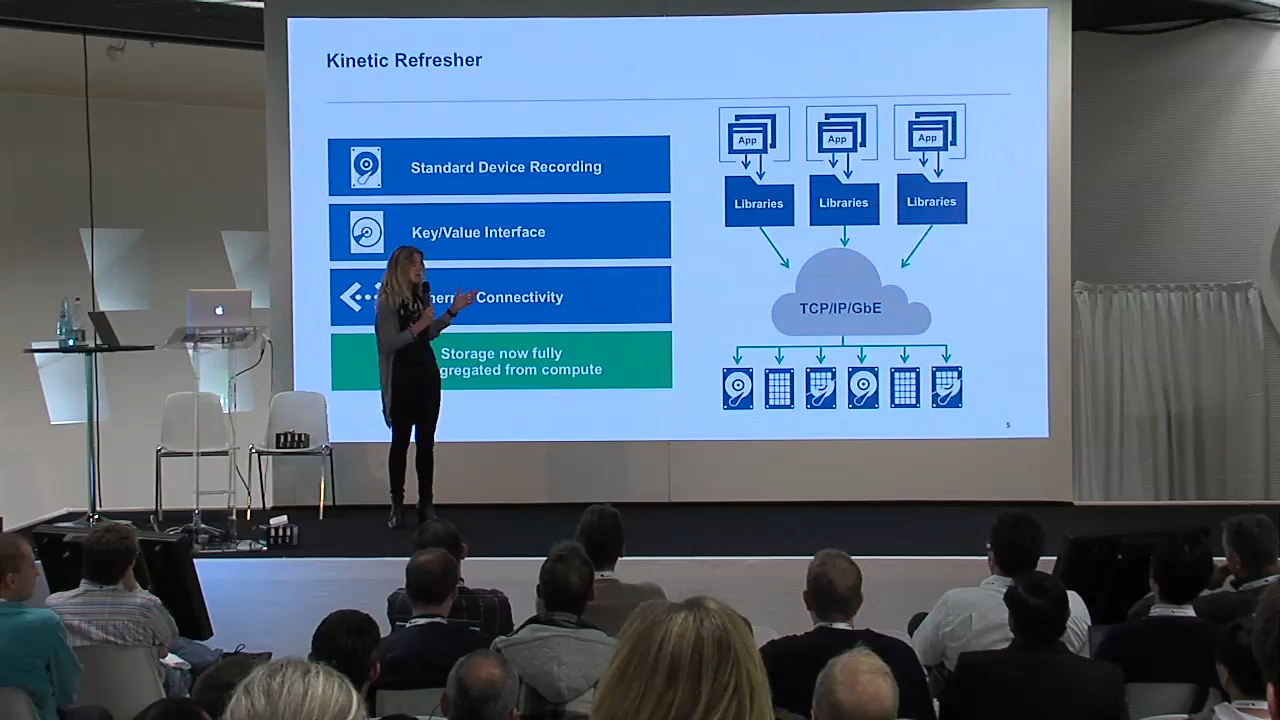 Kinetic Refresher
Standard Device Recording
Key/Value Interface
Connectivity
Storage now fully
from compute
App
App
App
Libraries
Libraries
Libraries
TCP/IP/GbE
5